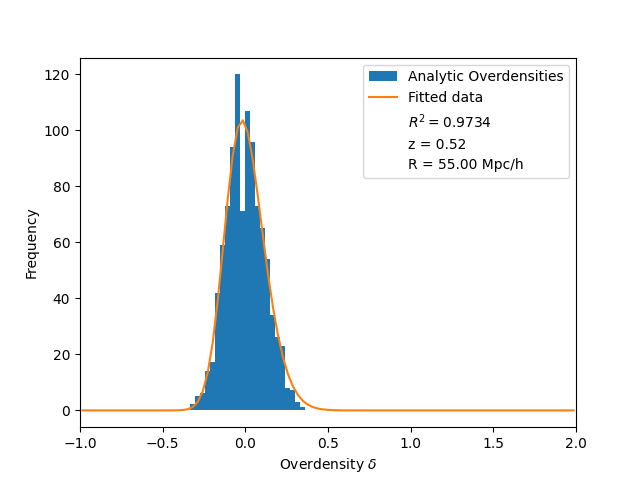 120
100
80
60
40
20
0
Frequency
-1.0 -0.5 0.0 0.5 1.0 1.5 2.0
Overdensity δ
Analytic Overdensities
Fitted data
R² = 0.9734
z = 0.52
R = 55.00 Mpc/h